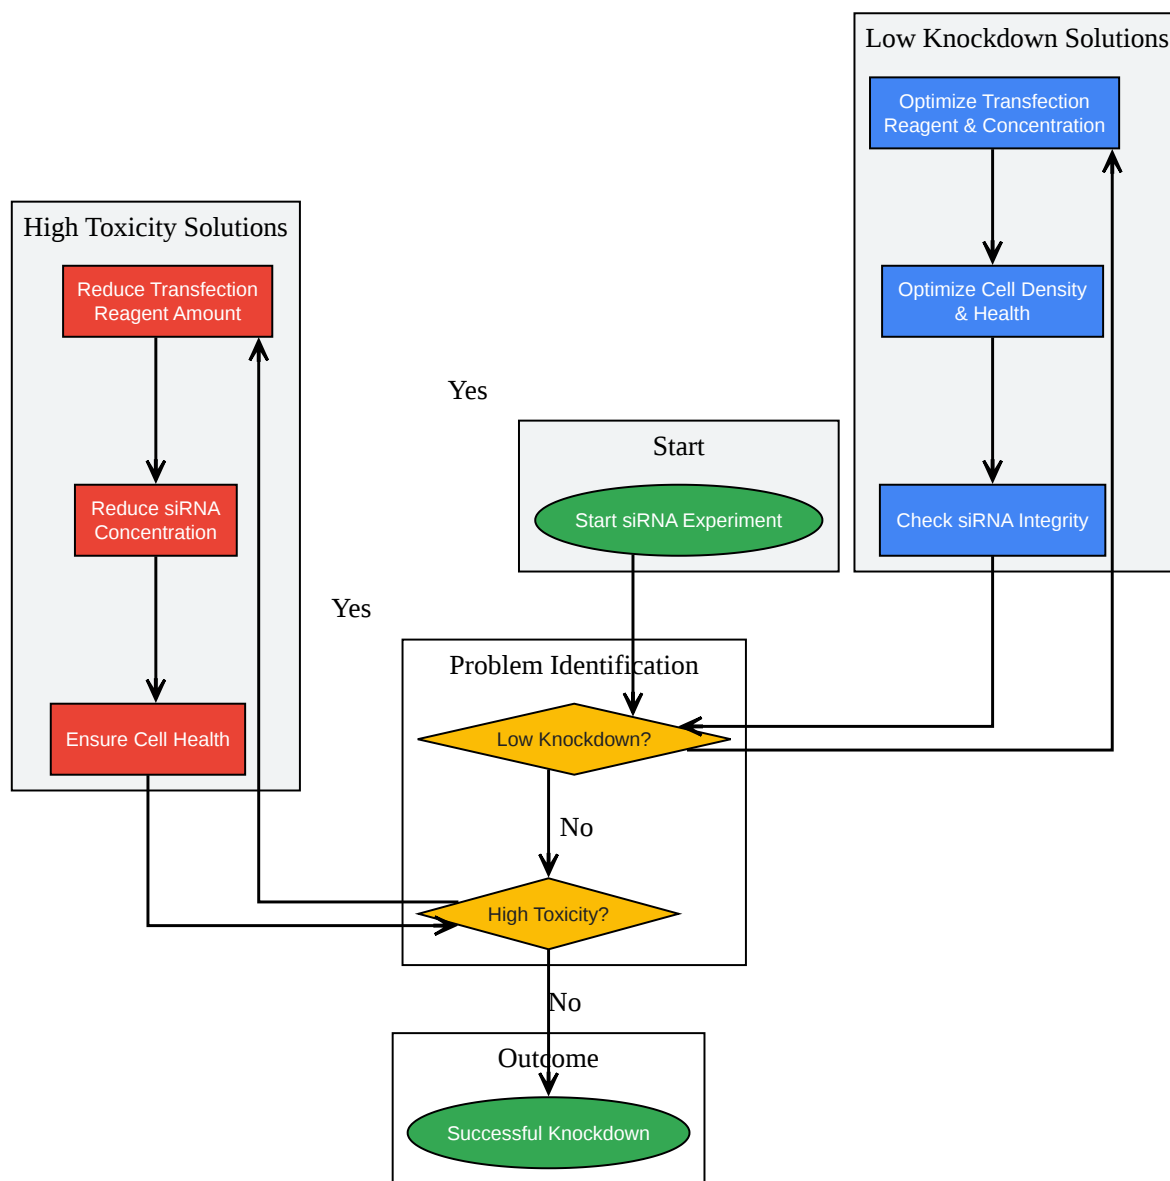 Low Knockdown Solutions
Optimize Transfection
Reagent & Concentration
Optimize Cell Density
& Health
Check siRNA Integrity
High Toxicity Solutions
Reduce Transfection
Reagent Amount
Reduce siRNA
Concentration
Ensure Cell Health
Yes
Start
Start siRNA Experiment
Yes
Problem Identification
Low Knockdown?
No
High Toxicity?
No
Outcome
Successful Knockdown